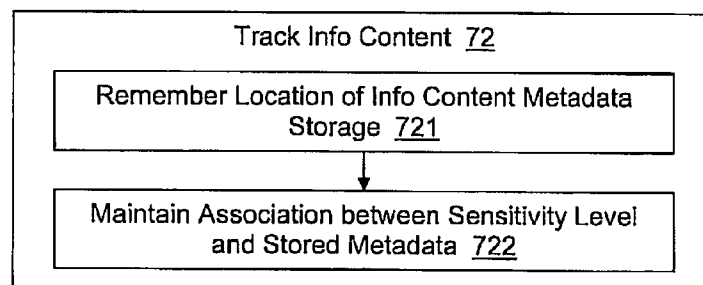 Track Info Content 72
Remember Location of Info Content Metadata
Storage 721
Maintain Association between Sensitivity Level
and Stored Metadata 722